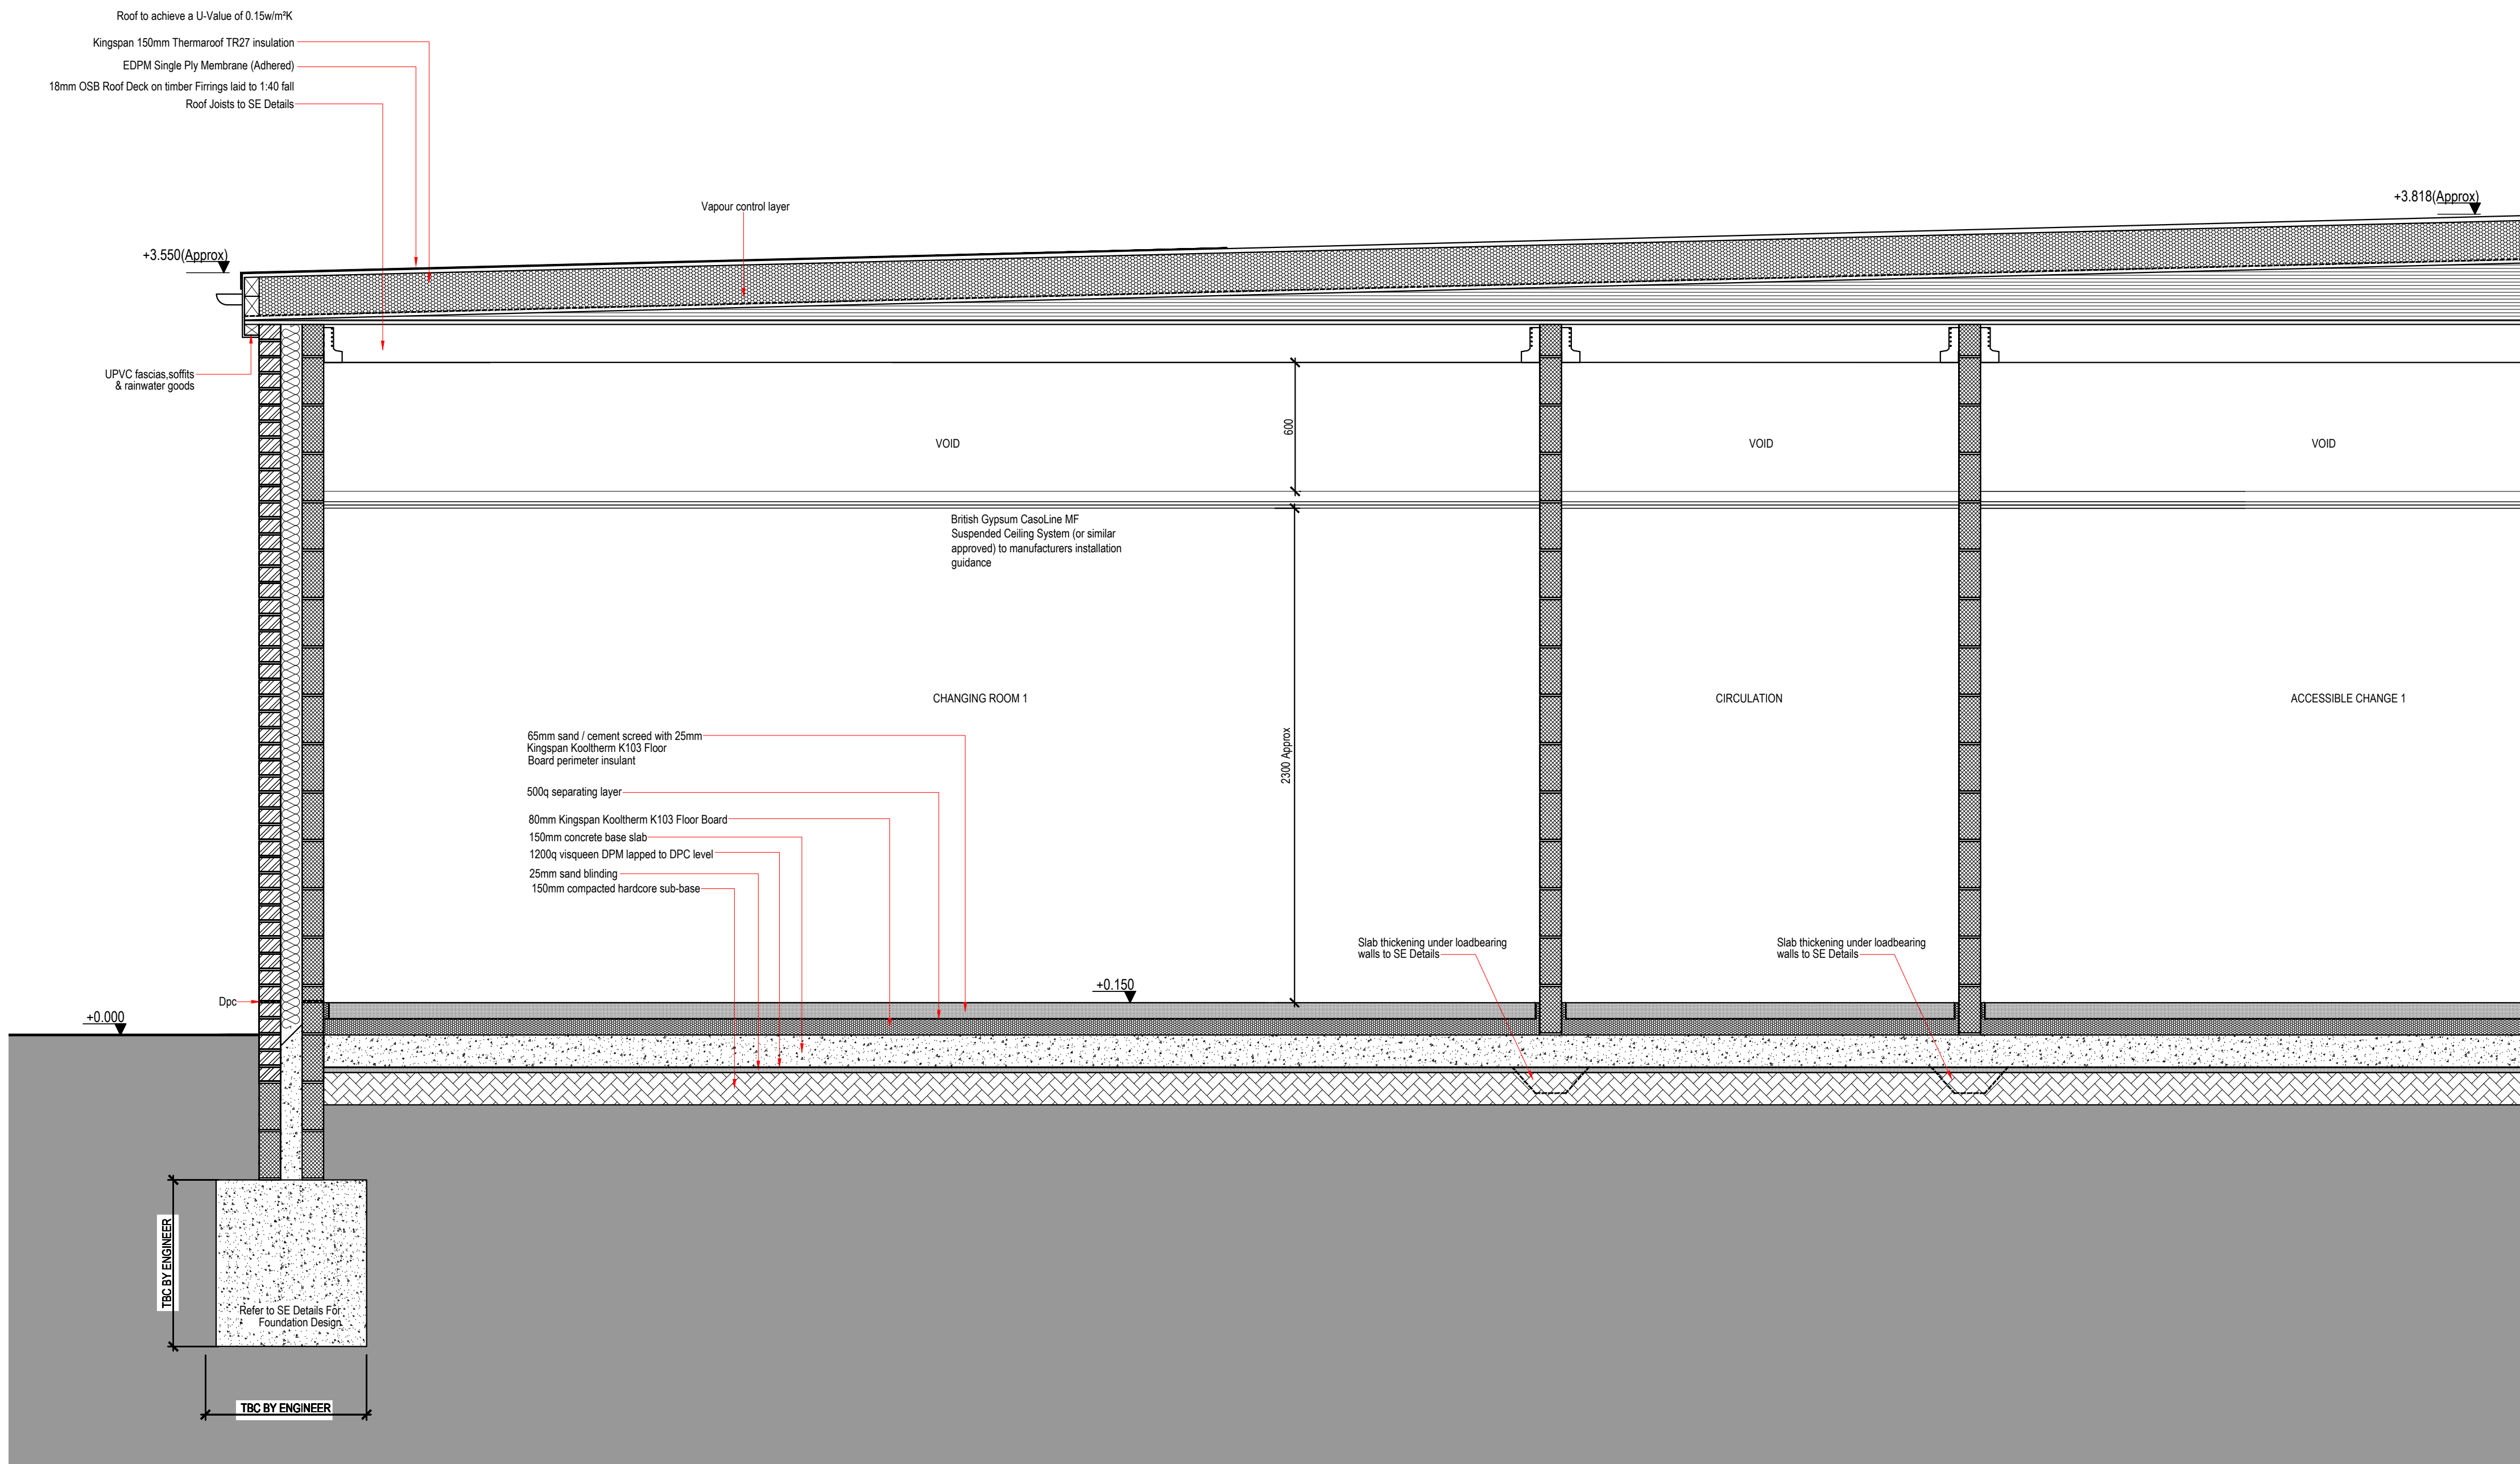 Roof to achieve a U-Value of 0.15w/m²K
Kingspan 150mm Thermaroof TR27 insulation
EDPM Single Ply Membrane (Adhered)
18mm OSB Roof Deck on timber Firrings laid to 1:40 fall
Roof Joists to SE Details
Vapour control layer
+3.818(Approx)
+3.550(Approx)
UPVC fascias,soffits
& rainwater goods
VOID
600
VOID
VOID
British Gypsum CasoLine MF
Suspended Ceiling System (or similar
approved) to manufacturers installation
guidance
CHANGING ROOM 1
CIRCULATION
ACCESSIBLE CHANGE 1
65mm sand / cement screed with 25mm
Kingspan Kooltherm K103 Floor
Board perimeter insulant
2300 Approx
500q separating layer
80mm Kingspan Kooltherm K103 Floor Board
150mm concrete base slab
1200q visqueen DPM lapped to DPC level
25mm sand blinding
150mm compacted hardcore sub-base
Slab thickening under loadbearing
walls to SE Details
Slab thickening under loadbearing
walls to SE Details
+0.150
Dpc
+0.000
TBC BY ENGINEER
Refer to SE Details For
Foundation Design
TBC BY ENGINEER